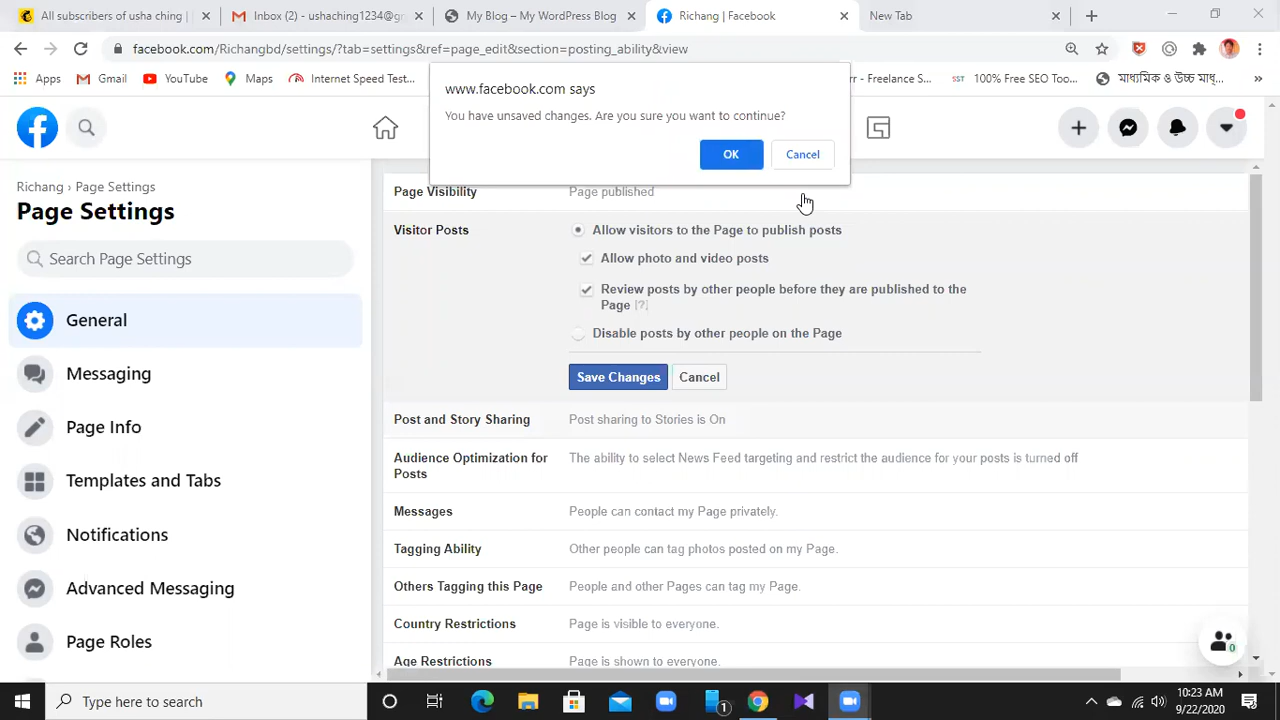 All subscribers of usha ching |
Inbox (2) - ushaching1234@g
My Blog – My WordPress Blog
Richang | Facebook
New Tab
facebook.com/Richangbd/settings/?tab=settings&ref=page_edit&section=posting_ability&view
Apps
Gmail
YouTube
Maps
Internet Speed Test...
rr - Freelance S...
SST
100% Free SEO Too...
মাধ্যমিক ও উচ্চ মাধ্...
www.facebook.com says
You have unsaved changes. Are you sure you want to continue?
OK
Cancel
Richang › Page Settings
Page Settings
Search Page Settings
General
Messaging
Page Info
Templates and Tabs
Notifications
Advanced Messaging
Page Roles
Page Visibility
Page published
Visitor Posts
Allow visitors to the Page to publish posts
Allow photo and video posts
Review posts by other people before they are published to the
Page [?]
Disable posts by other people on the Page
Save Changes
Cancel
Post and Story Sharing
Post sharing to Stories is On
Audience Optimization for
Posts
The ability to select News Feed targeting and restrict the audience for your posts is turned off
Messages
People can contact my Page privately.
Tagging Ability
Other people can tag photos posted on my Page.
Others Tagging this Page
People and other Pages can tag my Page.
Country Restrictions
Page is visible to everyone.
Age Restrictions
Page is shown to everyone.
0
Type here to search
1
10:23 AM
9/22/2020